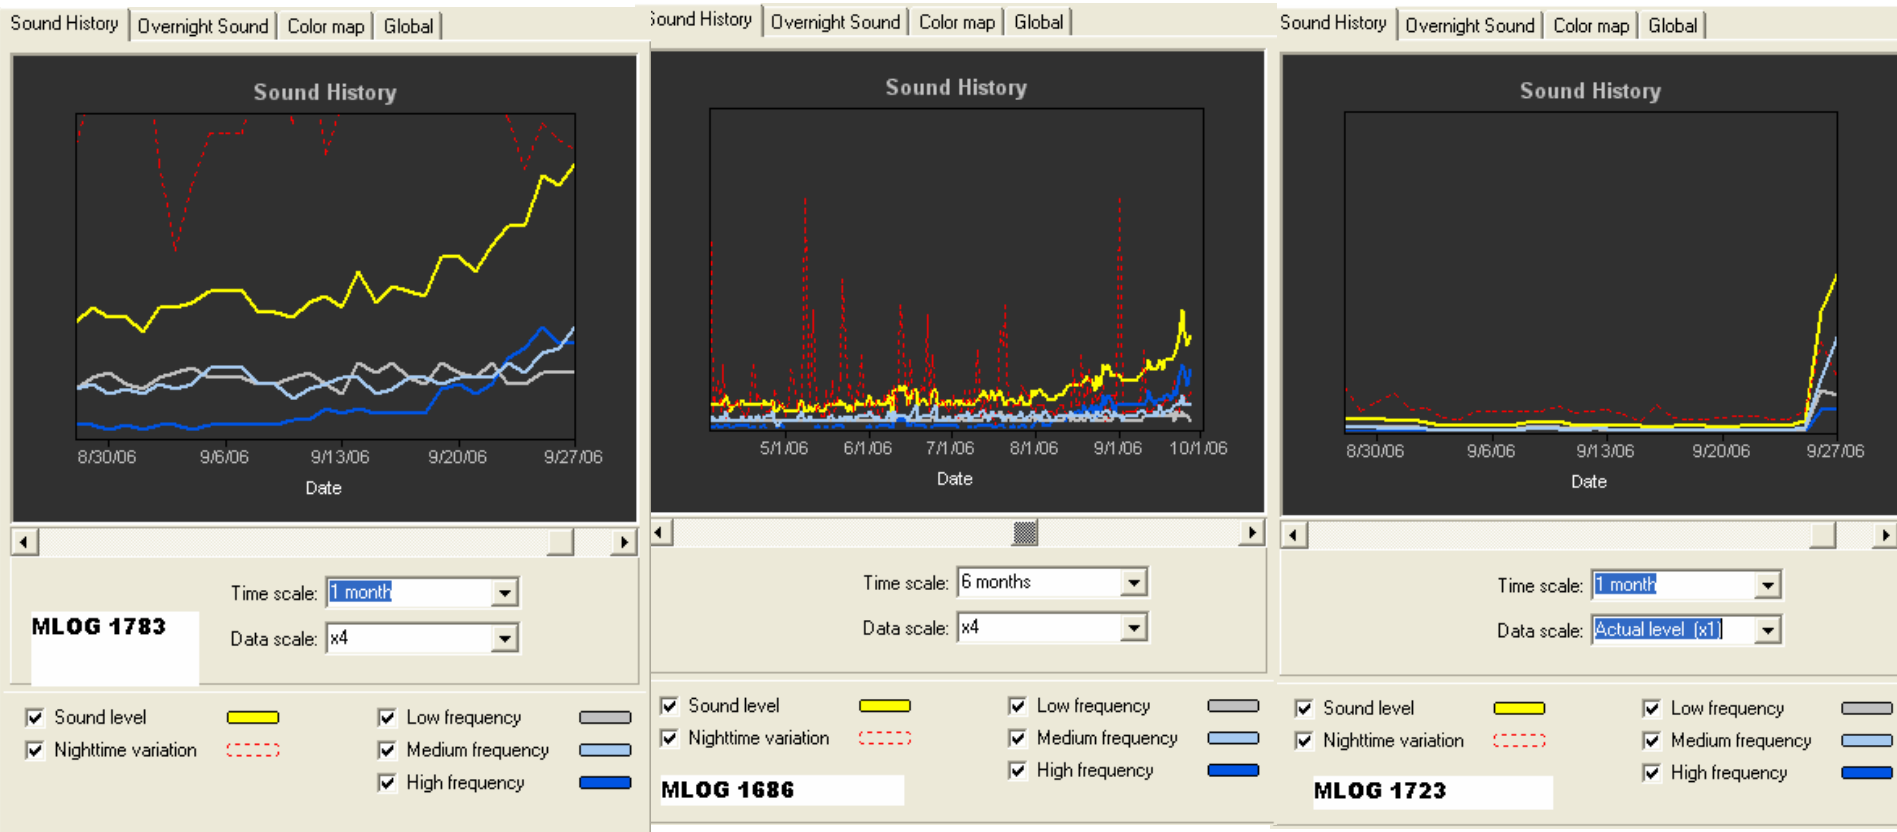 Sound History Overnight Sound Color map Global
Sound History
8/30/06 9/6/06 9/13/06 9/20/06 9/27/06
Date
Time scale: 1 month
Data scale: x4
MLOG 1783
Sound level Low frequency
Nighttime variation Medium frequency
High frequency
Sound History Overnight Sound Color map Global
Sound History
5/1/06 6/1/06 7/1/06 8/1/06 9/1/06 10/1/06
Date
Time scale: 6 months
Data scale: x4
Sound level Low frequency
Nighttime variation Medium frequency
High frequency
MLOG 1686
Sound History Overnight Sound Color map Global
Sound History
8/30/06 9/6/06 9/13/06 9/20/06 9/27/06
Date
Time scale: 1 month
Data scale: Actual level (x1)
Sound level Low frequency
Nighttime variation Medium frequency
High frequency
MLOG 1723